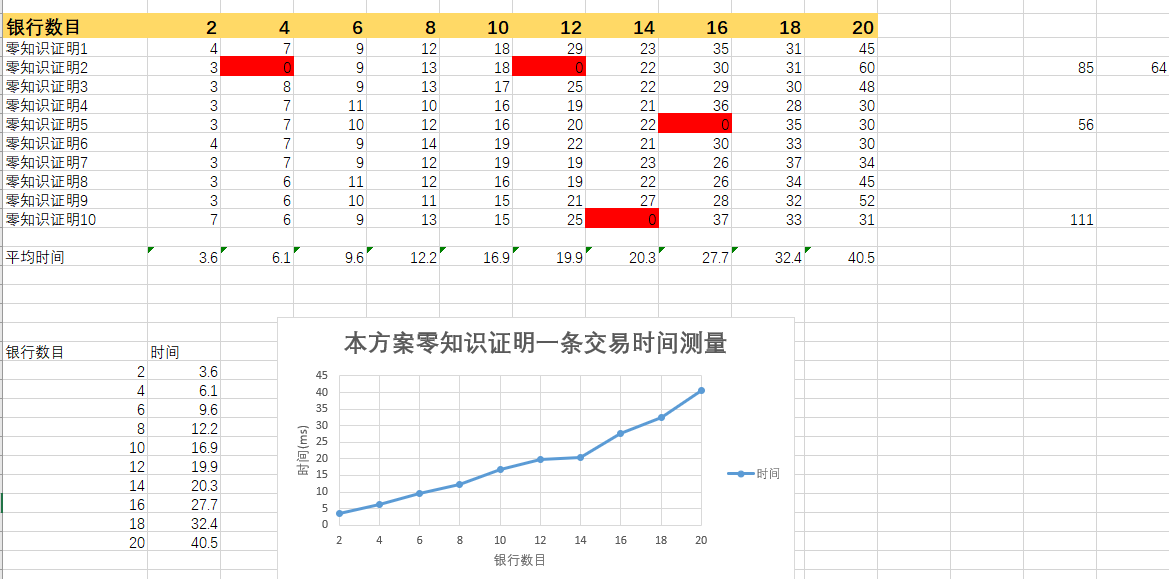 银行数目 2 4 6 8 10 12 14 16 18 20
零知识证明1 4 7 9 12 18 29 23 35 31 45
零知识证明2 3 0 9 13 18 0 22 30 31 60 85 64
零知识证明3 3 8 9 13 17 25 22 29 30 48
零知识证明4 3 7 11 10 16 19 21 36 28 30
零知识证明5 3 7 10 12 16 20 22 0 35 30 56
零知识证明6 4 7 9 14 19 22 21 30 33 30
零知识证明7 3 7 9 12 19 19 23 26 37 34
零知识证明8 3 6 11 12 16 19 22 26 34 45
零知识证明9 3 6 10 11 15 21 27 28 32 52
零知识证明10 7 6 9 13 15 25 0 37 33 31 111
平均时间 3.6 6.1 9.6 12.2 16.9 19.9 20.3 27.7 32.4 40.5
银行数目 时间
2 3.6
4 6.1
6 9.6
8 12.2
10 16.9
12 19.9
14 20.3
16 27.7
18 32.4
20 40.5
本方案零知识证明一条交易时间测量
45
40
35
30
25
20
15
10
5
0
时间(ms)
2 4 6 8 10 12 14 16 18 20
银行数目
时间